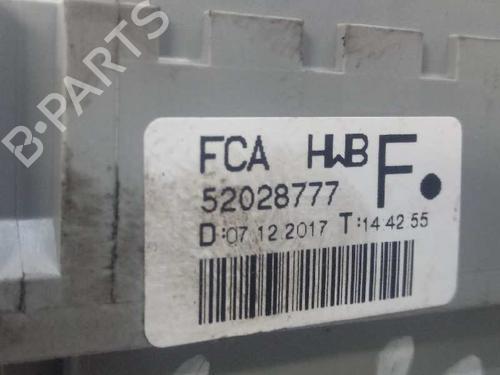 B-PARTS
FCA HWB F.
52028777
D:07.12.2017 T:14 42 55